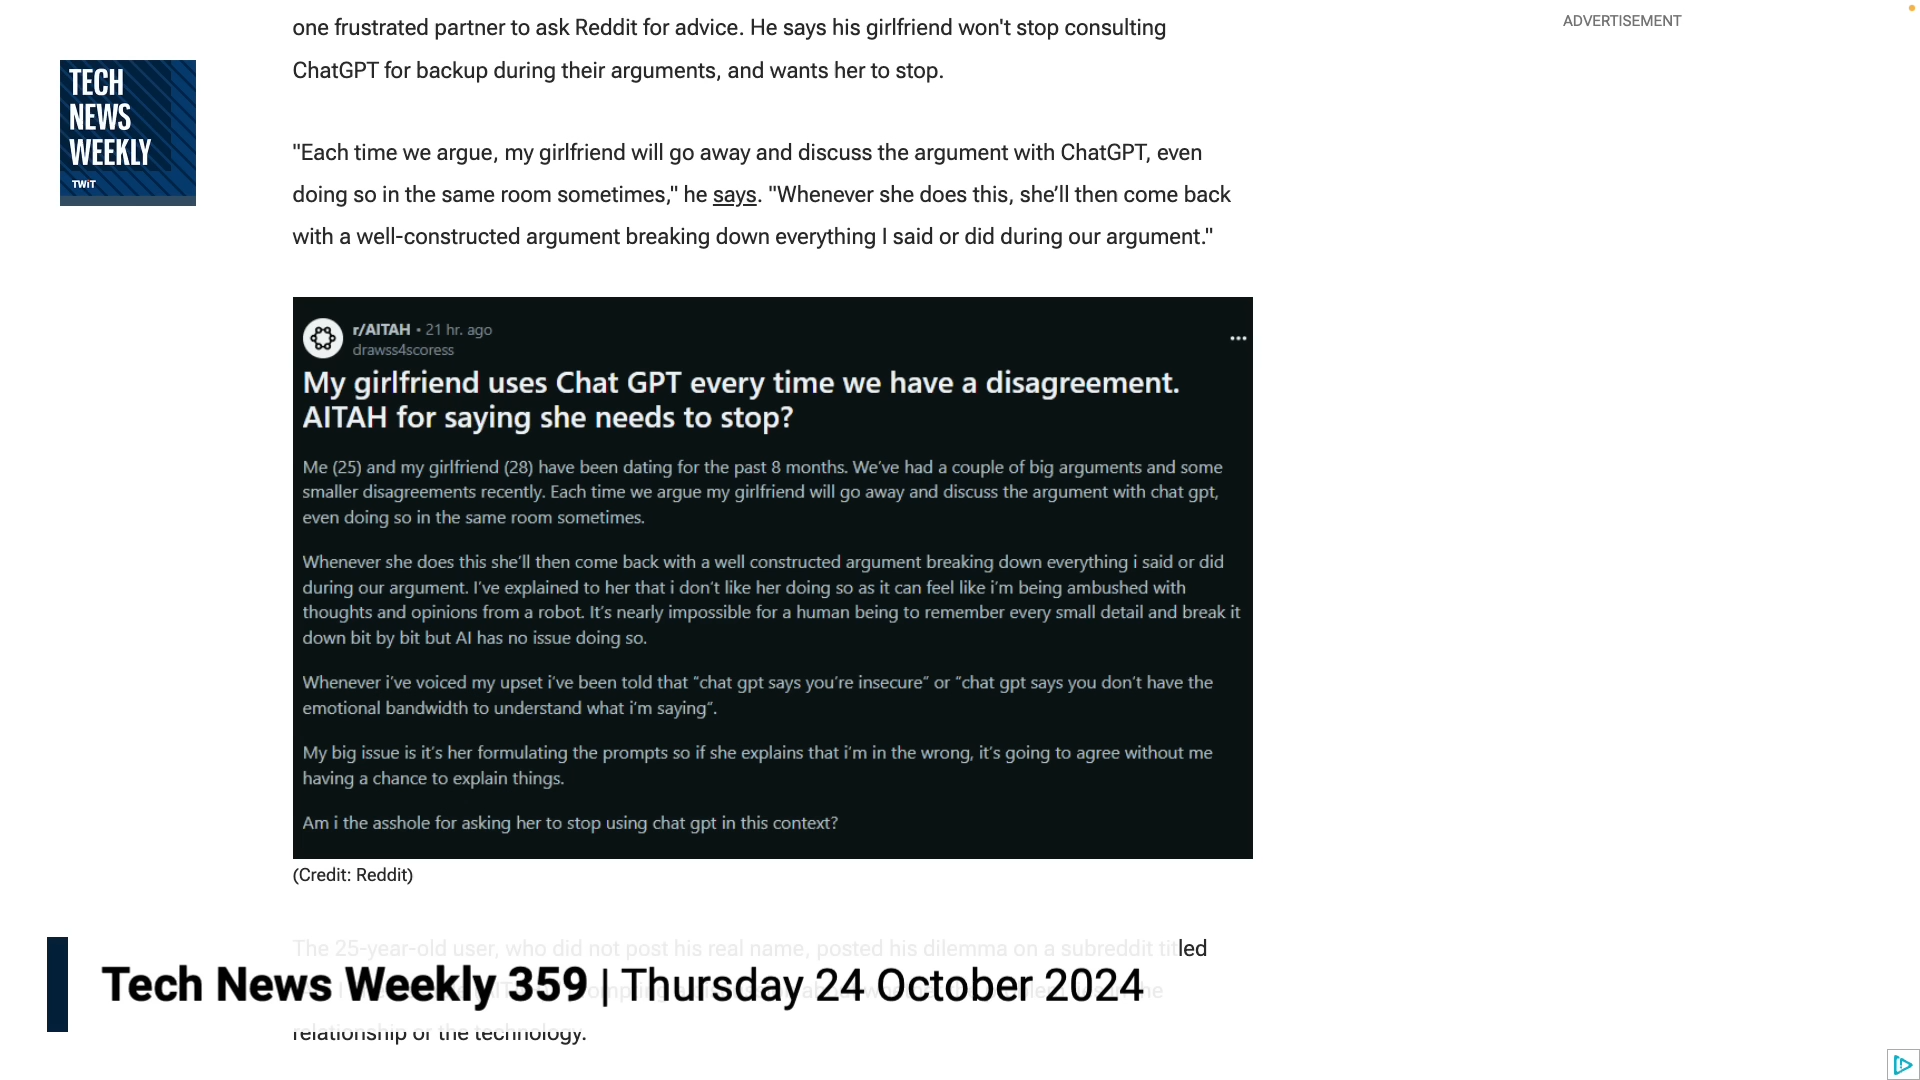 one frustrated partner to ask Reddit for advice. He says his girlfriend won't stop consulting
ADVERTISEMENT
ChatGPT for backup during their arguments, and wants her to stop.
TECH
NEWS
WEEKLY
TWiT
"Each time we argue, my girlfriend will go away and discuss the argument with ChatGPT, even
doing so in the same room sometimes," he says. "Whenever she does this, she’ll then come back
with a well-constructed argument breaking down everything I said or did during our argument."
r/AITAH • 21 hr. ago
drawss4scoress
My girlfriend uses Chat GPT every time we have a disagreement.
AITAH for saying she needs to stop?
Me (25) and my girlfriend (28) have been dating for the past 8 months. We’ve had a couple of big arguments and some
smaller disagreements recently. Each time we argue my girlfriend will go away and discuss the argument with chat gpt,
even doing so in the same room sometimes.
Whenever she does this she’ll then come back with a well constructed argument breaking down everything i said or did
during our argument. I’ve explained to her that i don’t like her doing so as it can feel like i’m being ambushed with
thoughts and opinions from a robot. It’s nearly impossible for a human being to remember every small detail and break it
down bit by bit but AI has no issue doing so.
Whenever i’ve voiced my upset i’ve been told that “chat gpt says you’re insecure” or “chat gpt says you don’t have the
emotional bandwidth to understand what i’m saying”.
My big issue is it’s her formulating the prompts so if she explains that i’m in the wrong, it’s going to agree without me
having a chance to explain things.
Am i the asshole for asking her to stop using chat gpt in this context?
(Credit: Reddit)
The 25-year-old user, who did not post his real name, posted his dilemma on a subreddit titled
Tech News Weekly 359 | Thursday 24 October 2024
relationship or the technology.